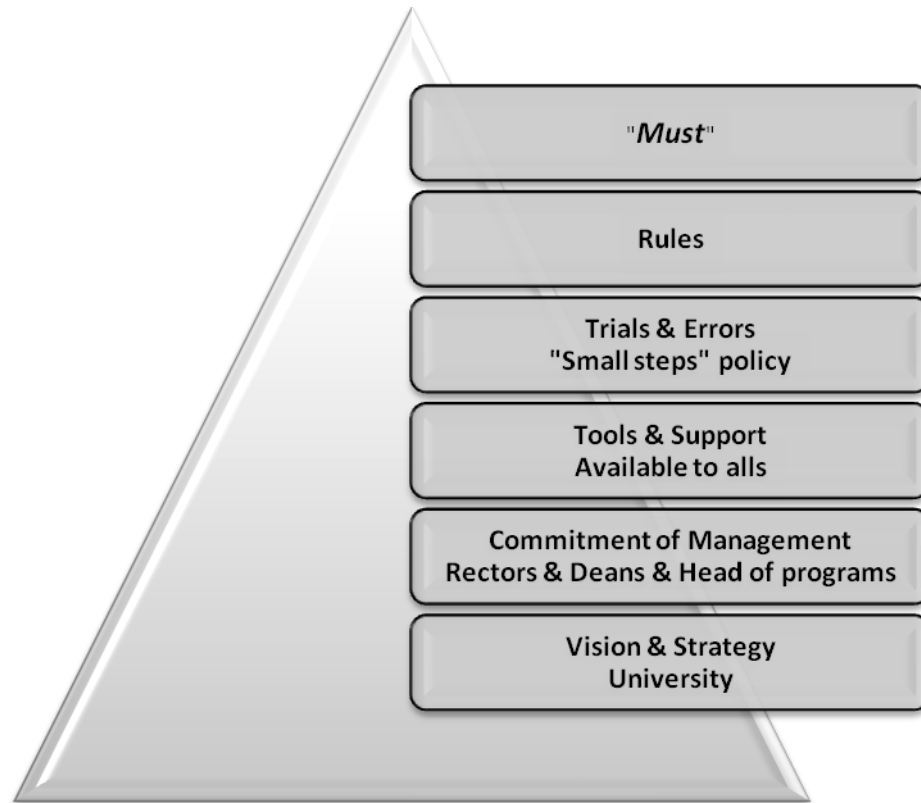 "Must"
Rules
Trials & Errors
"Small steps" policy
Tools & Support
Available to alls
Commitment of Management
Rectors & Deans & Head of programs
Vision & Strategy
University